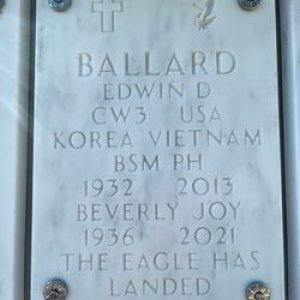 BALLARD
EDWIN D
CW3 USA
KOREA VIETNAM
BSM PH
1932 2013
BEVERLY JOY
1936 2021
THE EAGLE HAS
LANDED